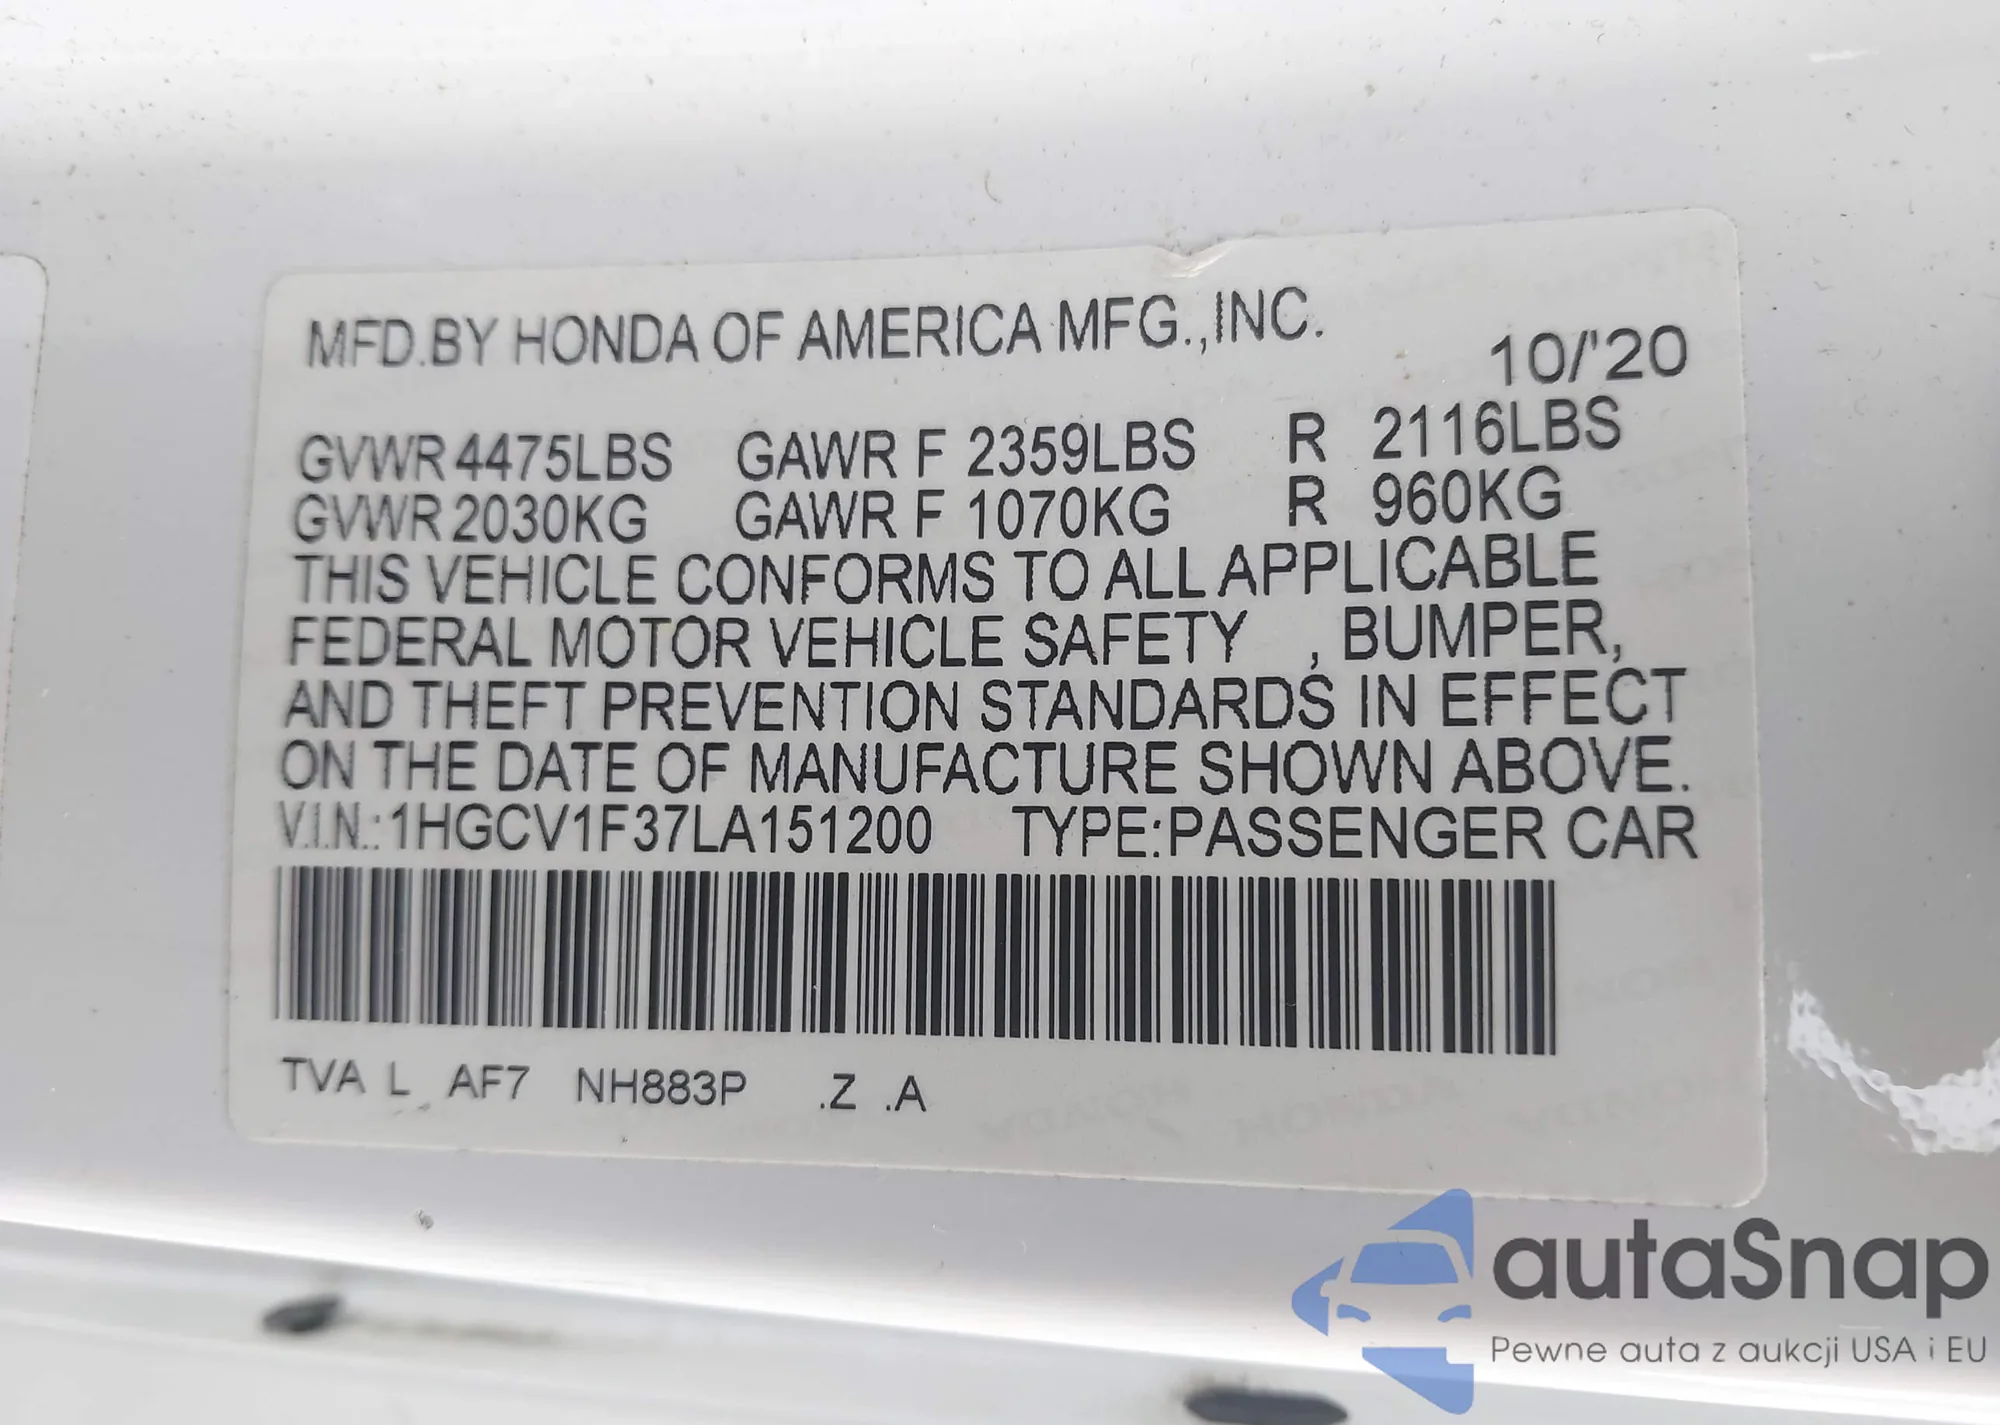 MFD.BY HONDA OF AMERICA MFG.,INC.
10/'20
GVWR 4475LBS GAWR F 2359LBS R 2116LBS
GVWR 2030KG GAWR F 1070KG R 960KG
THIS VEHICLE CONFORMS TO ALL APPLICABLE
FEDERAL MOTOR VEHICLE SAFETY , BUMPER,
AND THEFT PREVENTION STANDARDS IN EFFECT
ON THE DATE OF MANUFACTURE SHOWN ABOVE.
V.I.N.:1HGCV1F37LA151200 TYPE:PASSENGER CAR
TVA L AF7 NH883P .Z .A
autaSnap
Pewne auta z aukcji USA i EU